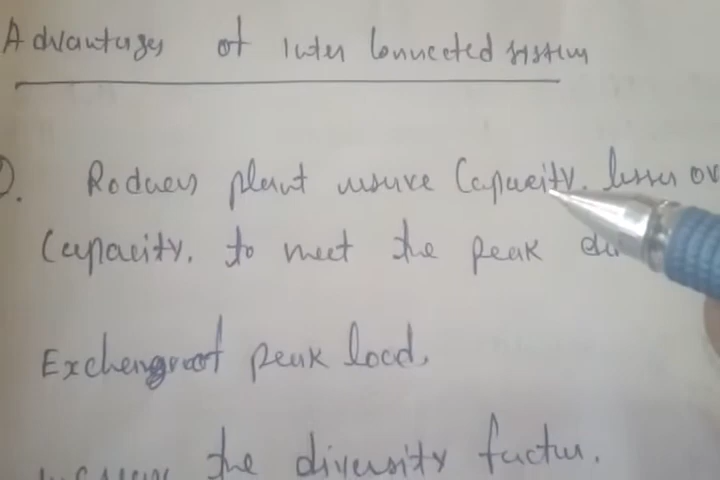 Advantages of Inter Connected system
Reduces plant reserve Capacity. lesser
Capacity. to meet the peak
Exchange of peak load.
the diversity factor.